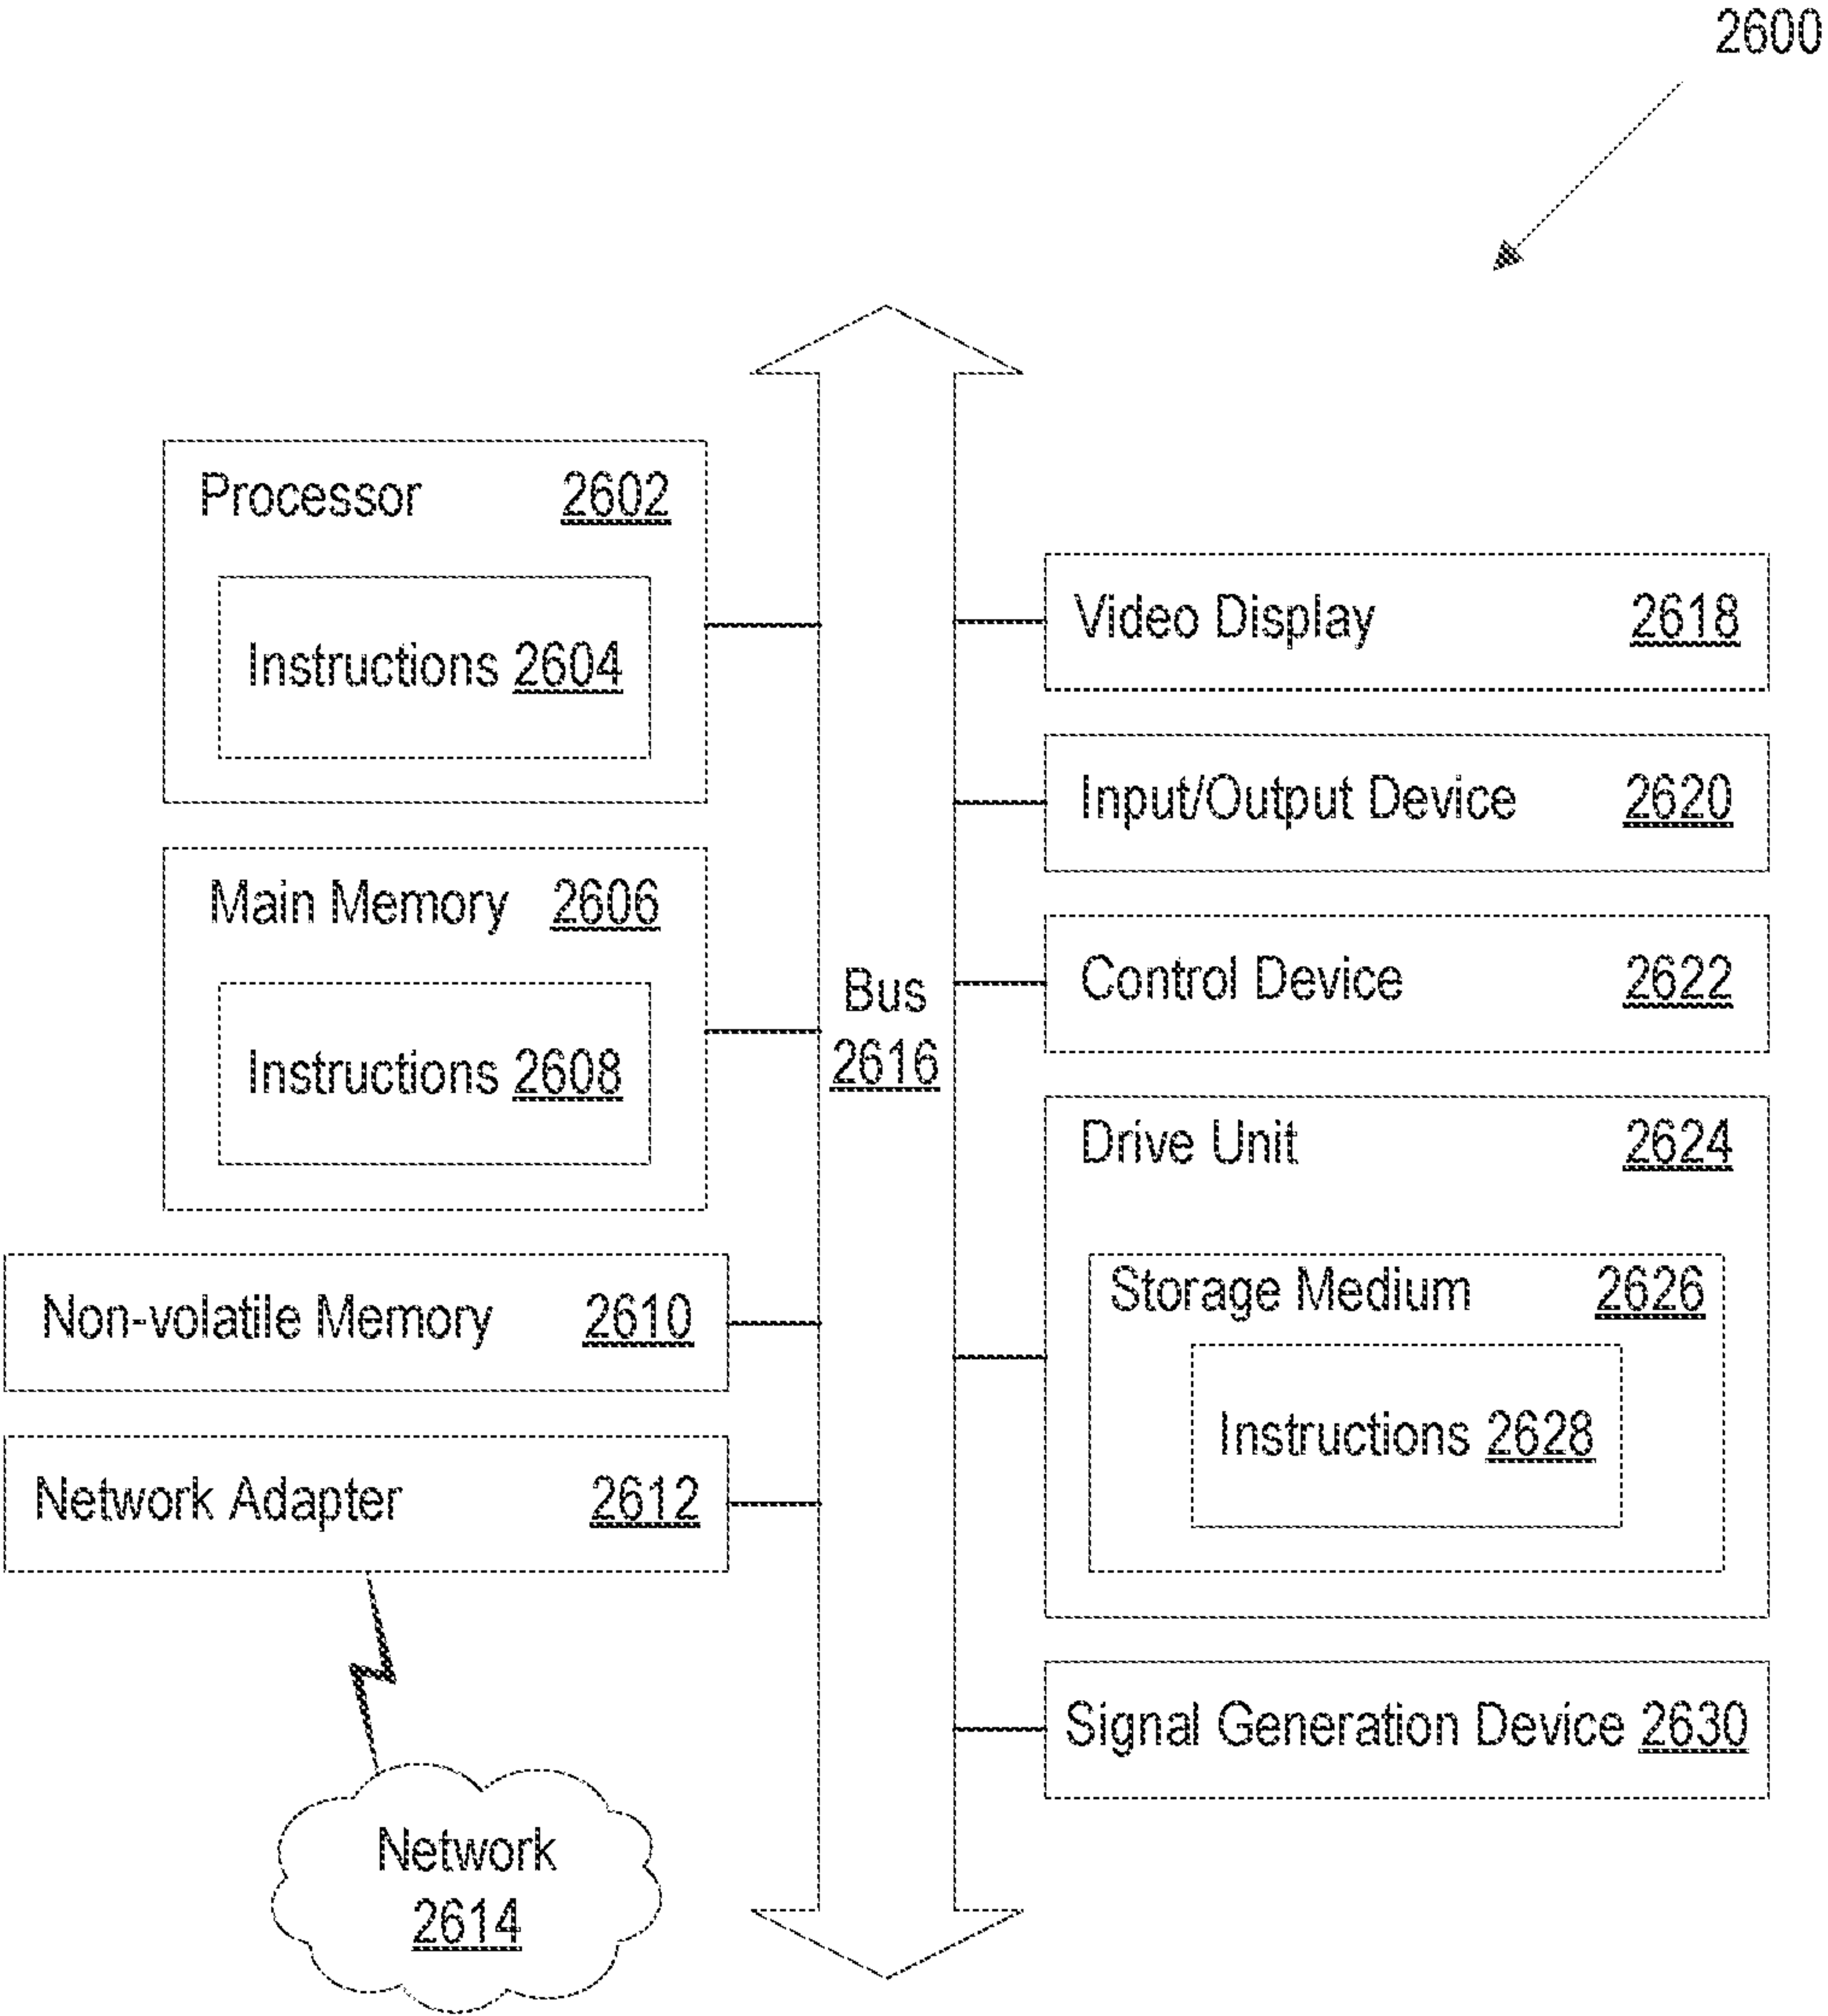 2600
Processor 2602
Instructions 2604
Main Memory 2606
Instructions 2608
Non-volatile Memory 2610
Network Adapter 2612
Network
2614
Bus
2616
Video Display 2618
Input/Output Device 2620
Control Device 2622
Drive Unit 2624
Storage Medium 2626
Instructions 2628
Signal Generation Device 2630